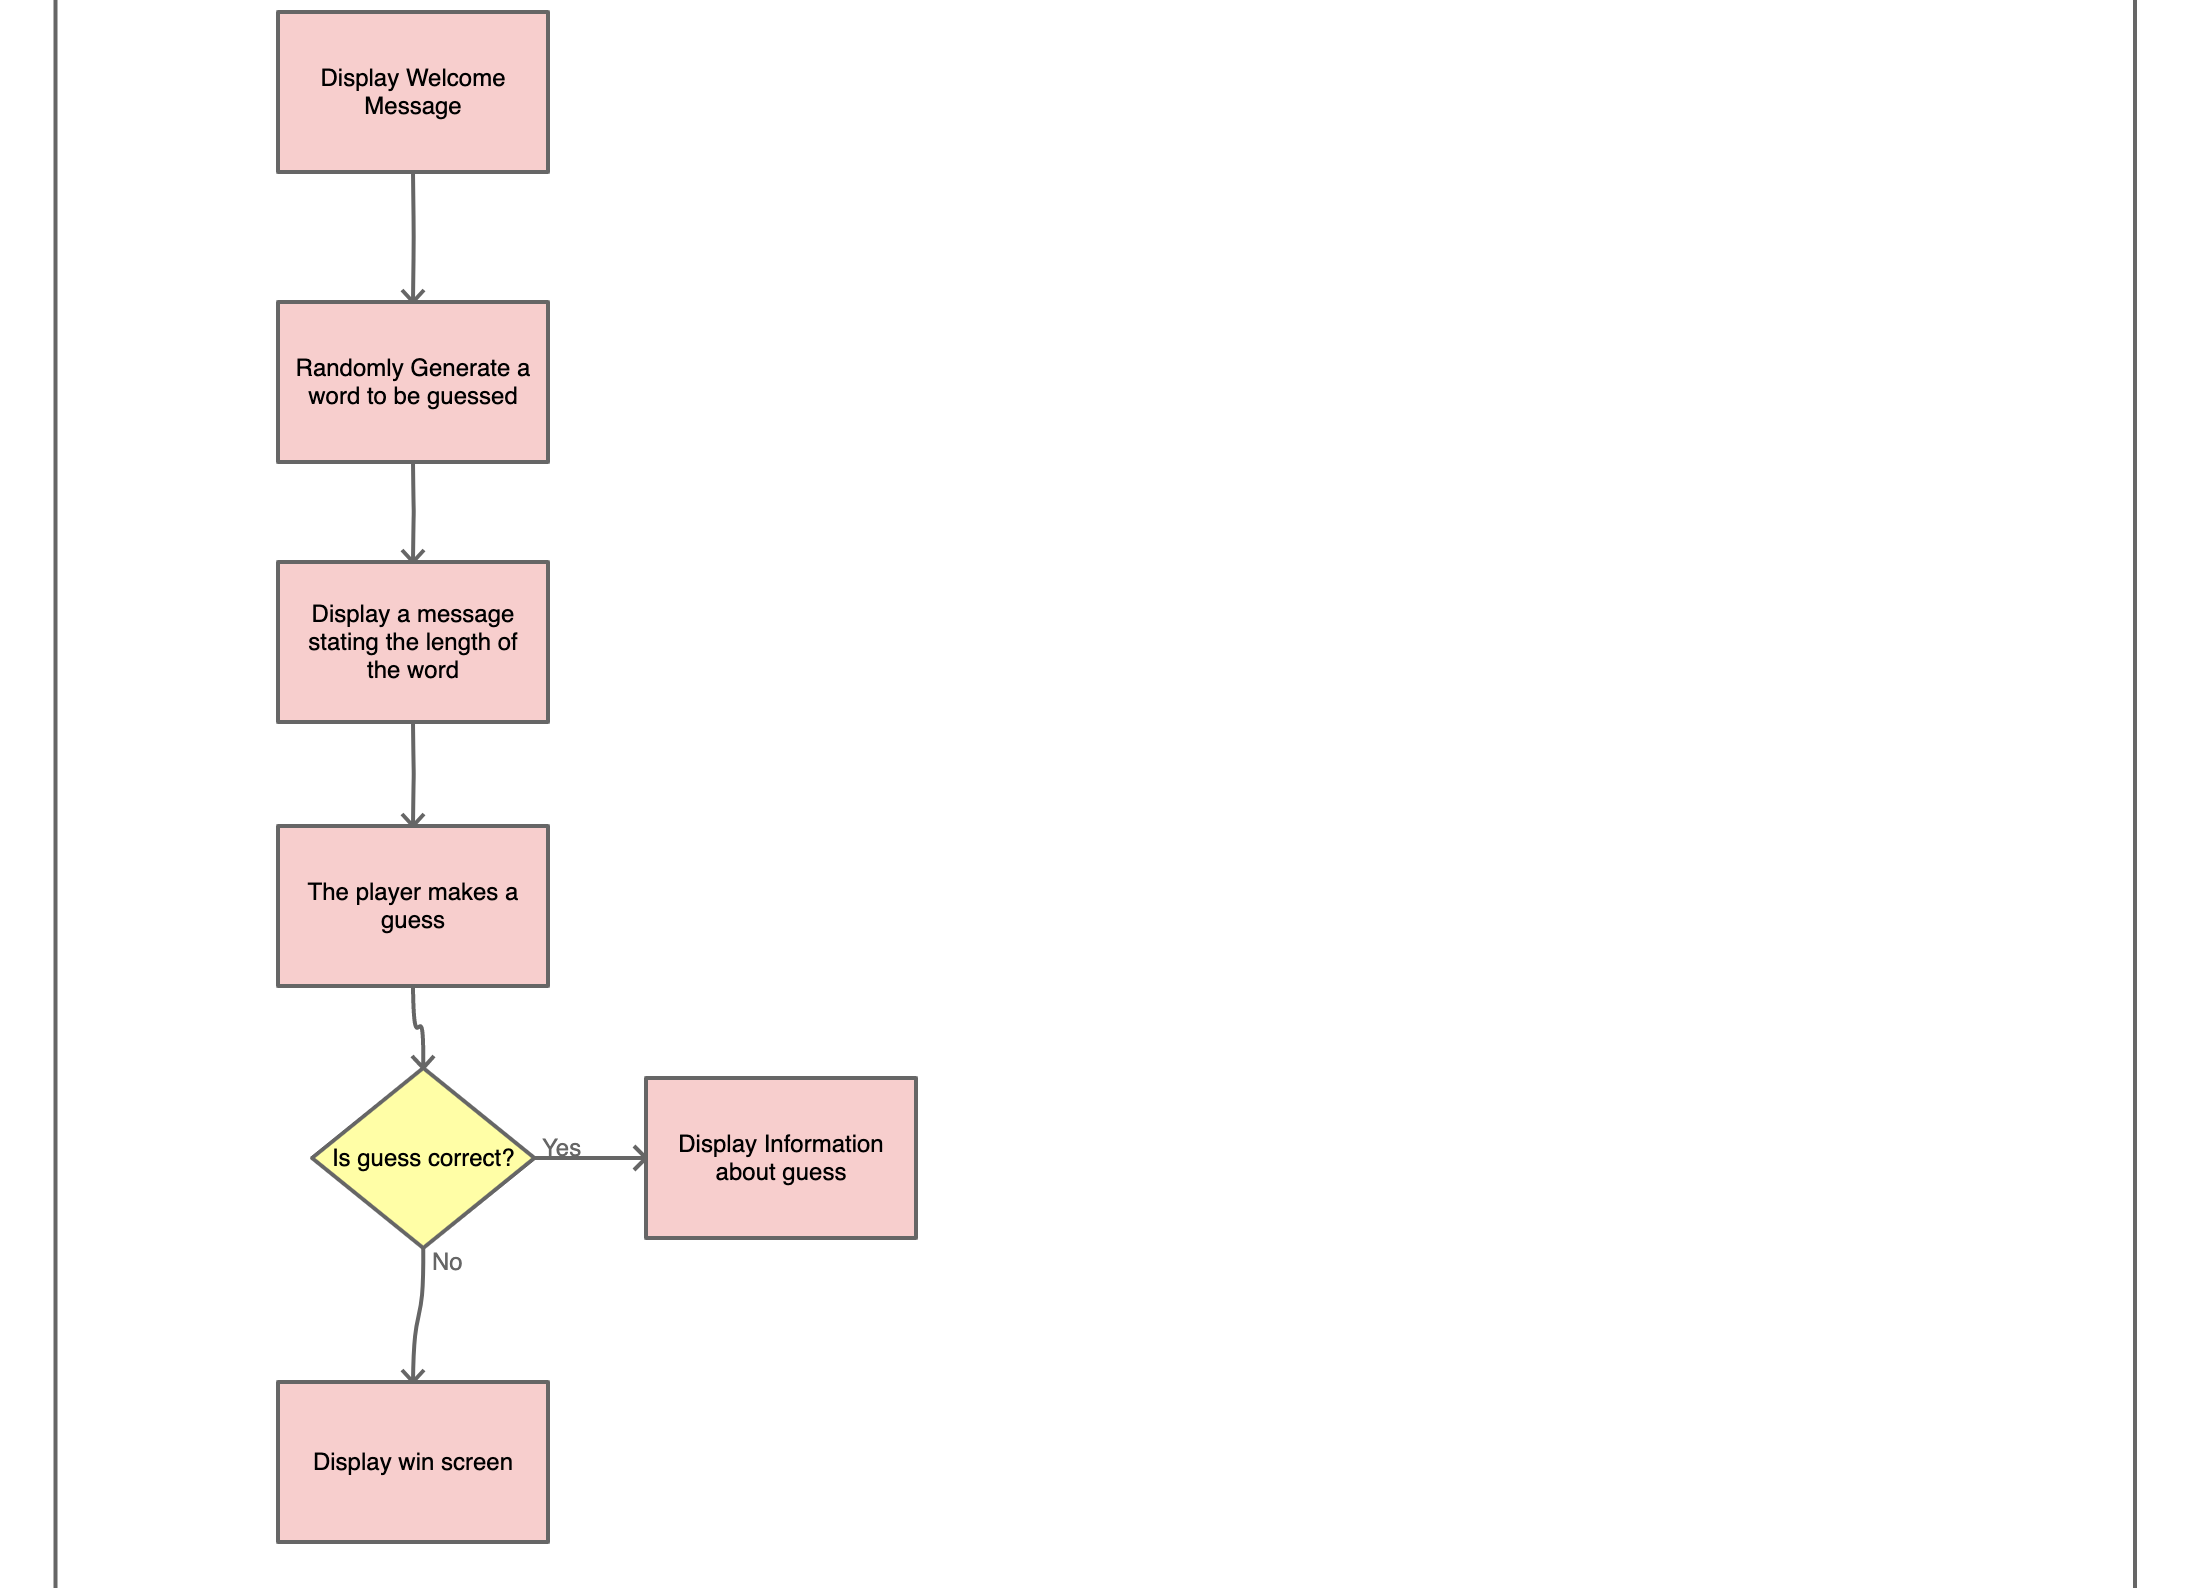 Display Welcome
Message
Randomly Generate a
word to be guessed
Display a message
stating the length of
the word
The player makes a
guess
Is guess correct?
Yes
Display Information
about guess
No
Display win screen